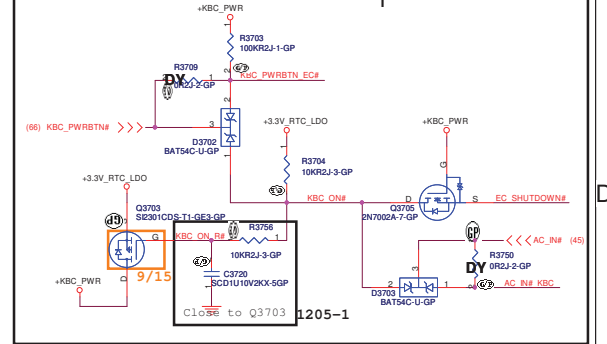 +KBC_PWR
R3703
100KR2J-1-GP
R3709
DY
0R2J-2-GP
KBC_PWRBTN_EC#
(66) KBC_PWRBTN#
D3702
BAT54C-U-GP
+3.3V_RTC_LDO
R3704
10KR2J-3-GP
+KBC_PWR
G
KBC_ON#
D
S
EC_SHUTDOWN#
Q3705
2N7002A-7-GP
+3.3V_RTC_LDO
Q3703
SI2301CDS-T1-GE3-GP
GP
G
KBC_ON_R#
R3756
1
10KR2J-3-GP
D
9/15
+KBC_PWR
C3720
SCD1U10V2KX-5GP
Close to Q3703
1205-1
GP
AC_IN# (45)
R3750
DY
0R2J-2-GP
3
2
1
D3703
BAT54C-U-GP
AC_IN#_KBC
D